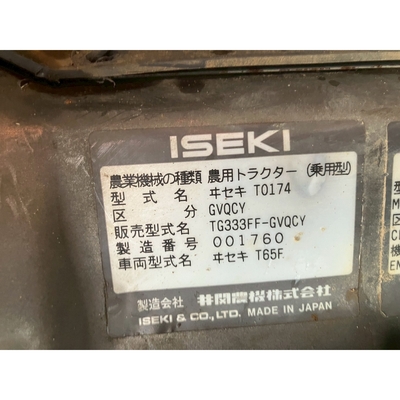 ISEKI
農業機械の種類 農用トラクター (乗用型)
型式名 ヰセキ TO174
区分 GVQCY
販売型式名 TG333FF-GVQCY
製造番号 001760
車両型式名 ヰセキ T65F
製造会社 井関農機株式会社
ISEKI & CO., LTD. MADE IN JAPAN